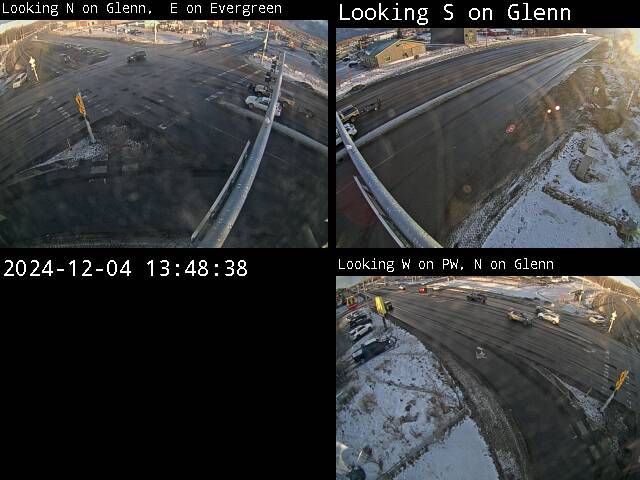 Looking N on Glenn,  E on Evergreen
Looking S on Glenn
2024-12-04 13:48:38
Looking W on PW, N on Glenn